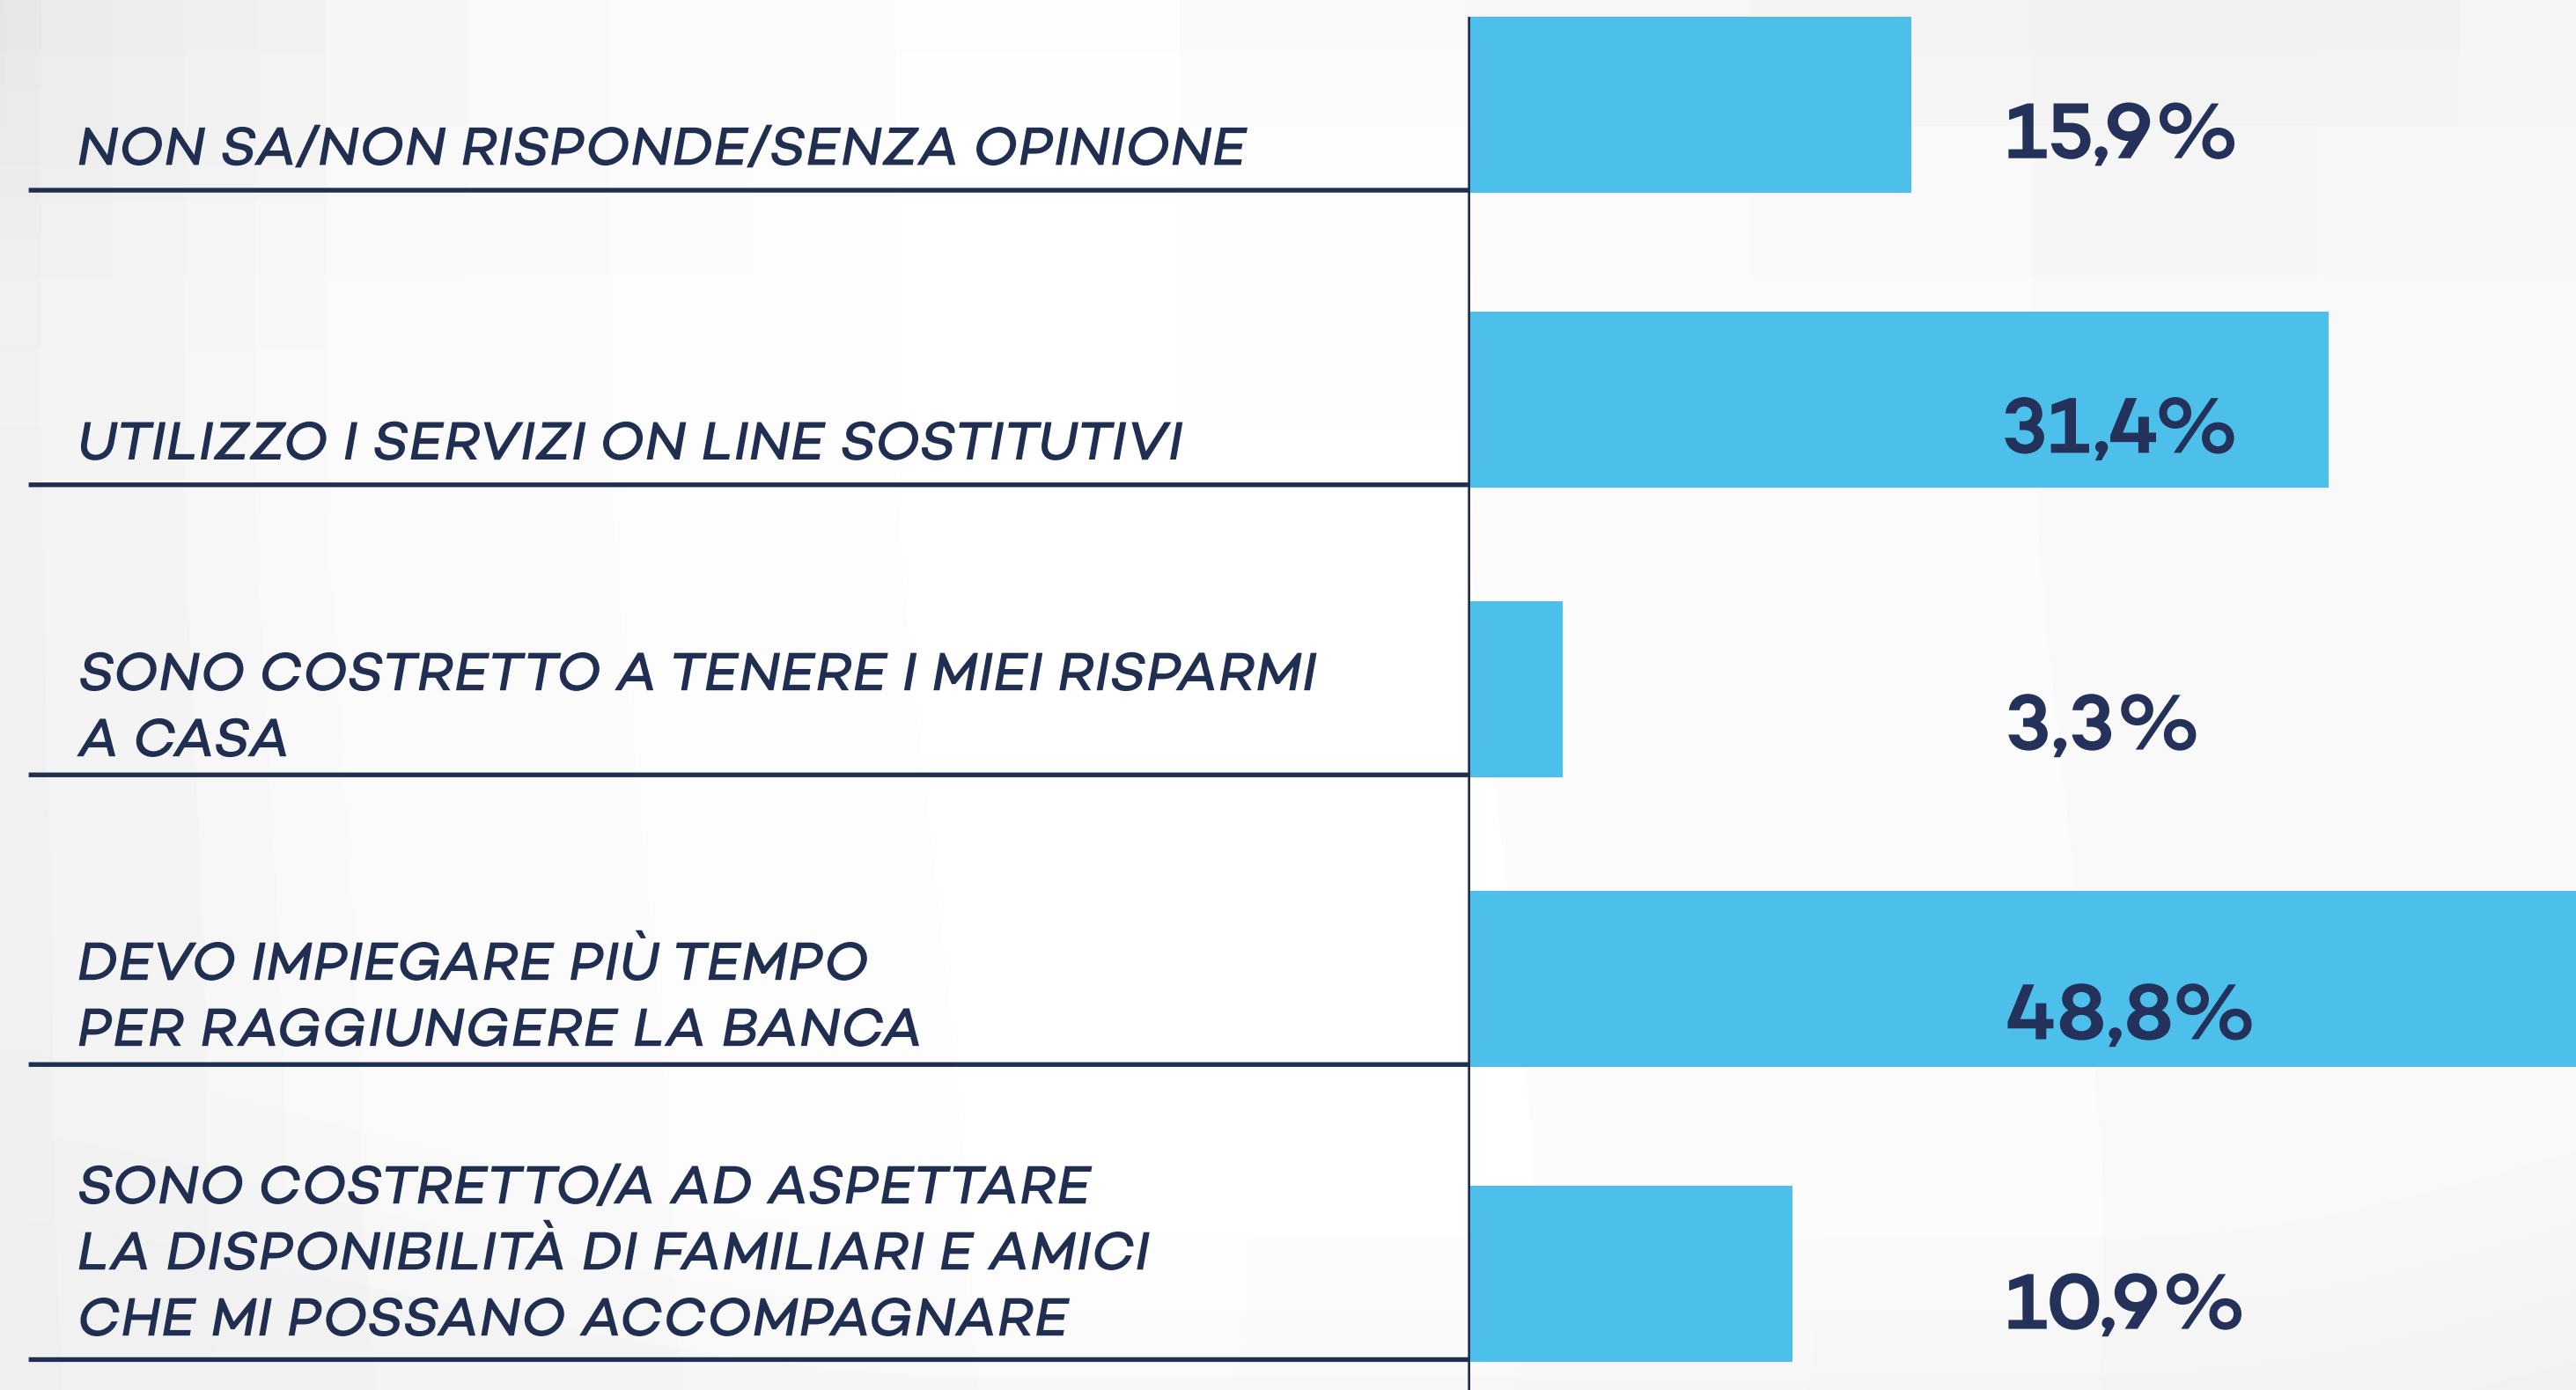 NON SA/NON RISPONDE/SENZA OPINIONE
15,9%
UTILIZZO I SERVIZI ON LINE SOSTITUTIVI
31,4%
SONO COSTRETTO A TENERE I MIEI RISPARMI
A CASA
3,3%
DEVO IMPIEGARE PIÙ TEMPO
PER RAGGIUNGERE LA BANCA
48,8%
SONO COSTRETTO/A AD ASPETTARE
LA DISPONIBILITÀ DI FAMILIARI E AMICI
CHE MI POSSANO ACCOMPAGNARE
10,9%